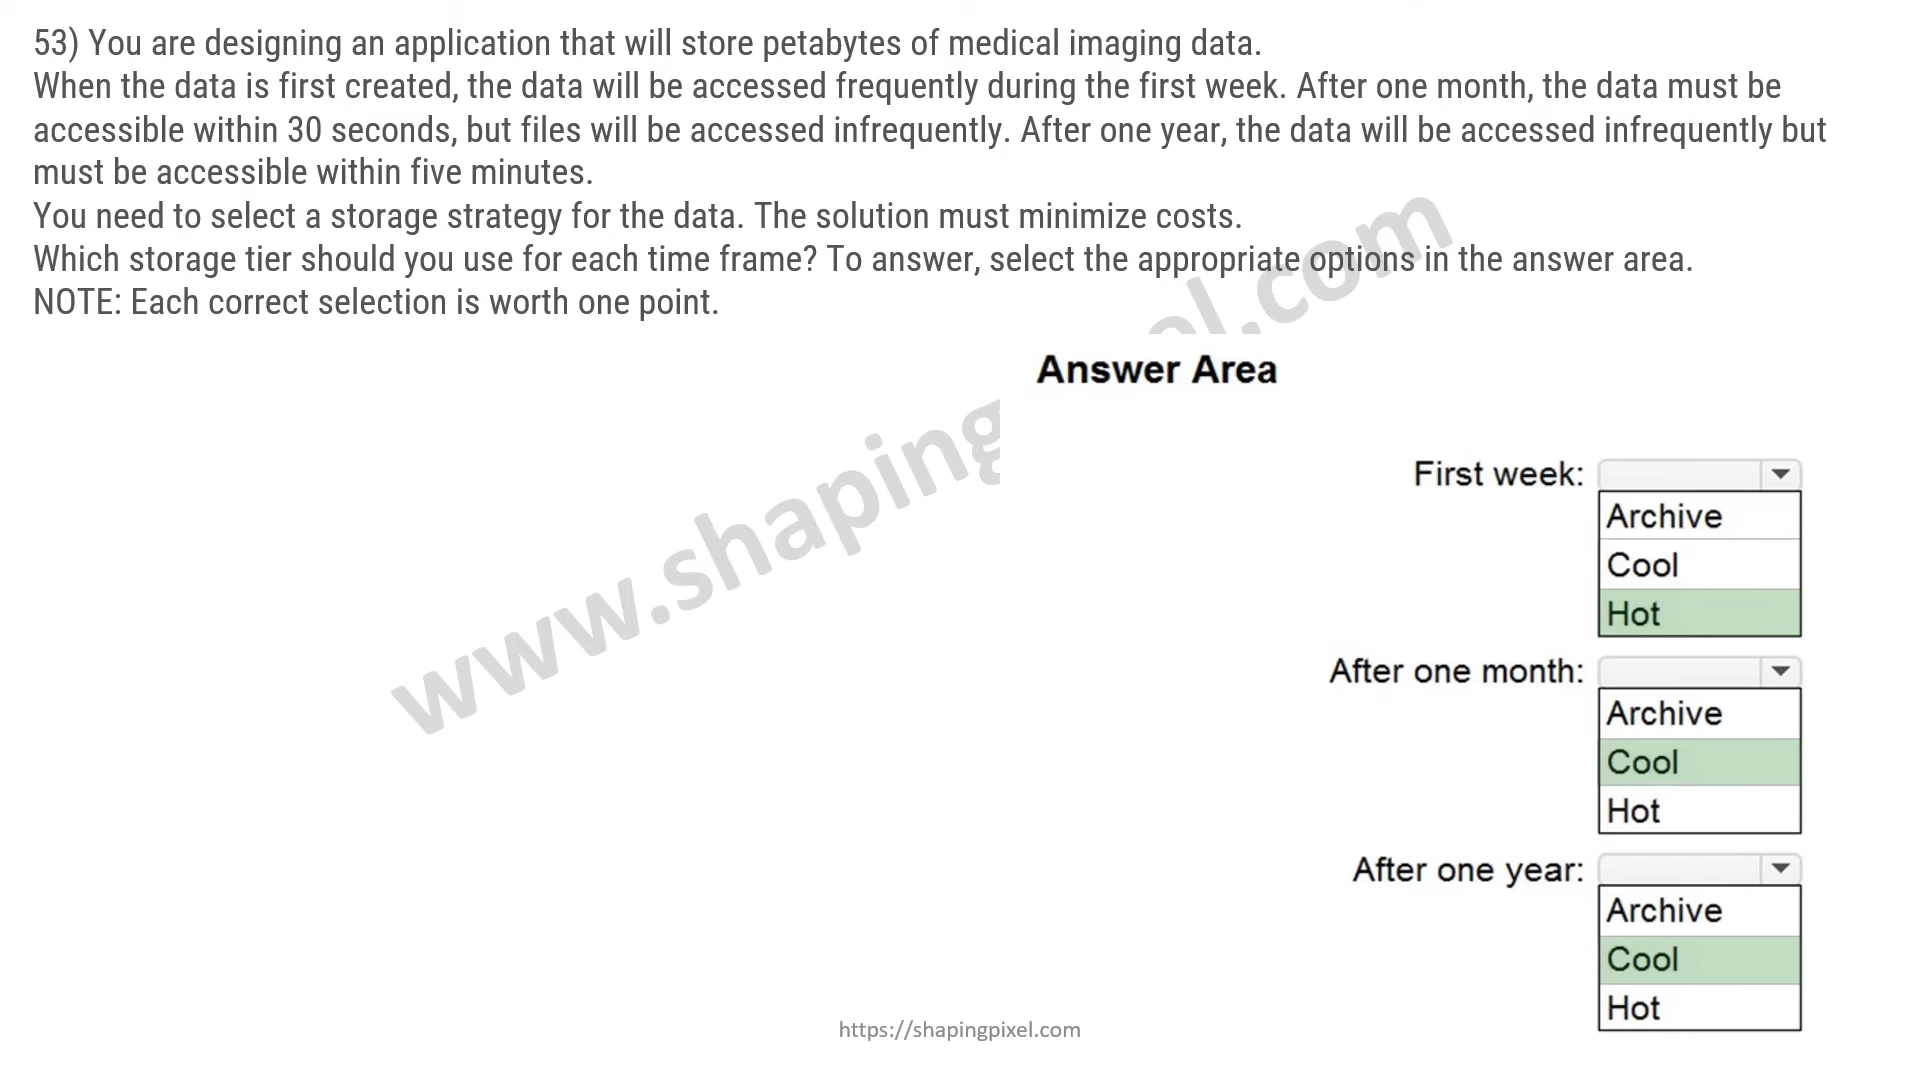 53) You are designing an application that will store petabytes of medical imaging data.
When the data is first created, the data will be accessed frequently during the first week. After one month, the data must be
accessible within 30 seconds, but files will be accessed infrequently. After one year, the data will be accessed infrequently but
must be accessible within five minutes.
You need to select a storage strategy for the data. The solution must minimize costs.
Which storage tier should you use for each time frame? To answer, select the appropriate options in the answer area.
NOTE: Each correct selection is worth one point.
Answer Area
First week:
Archive
Cool
Hot
After one month:
Archive
Cool
Hot
After one year:
Archive
Cool
Hot
www.shaping el.com
https://shapingpixel.com